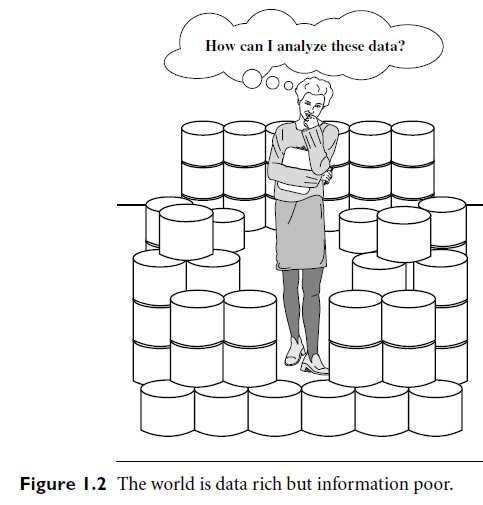 How can I analyze these data?
Figure 1.2 The world is data rich but information poor.